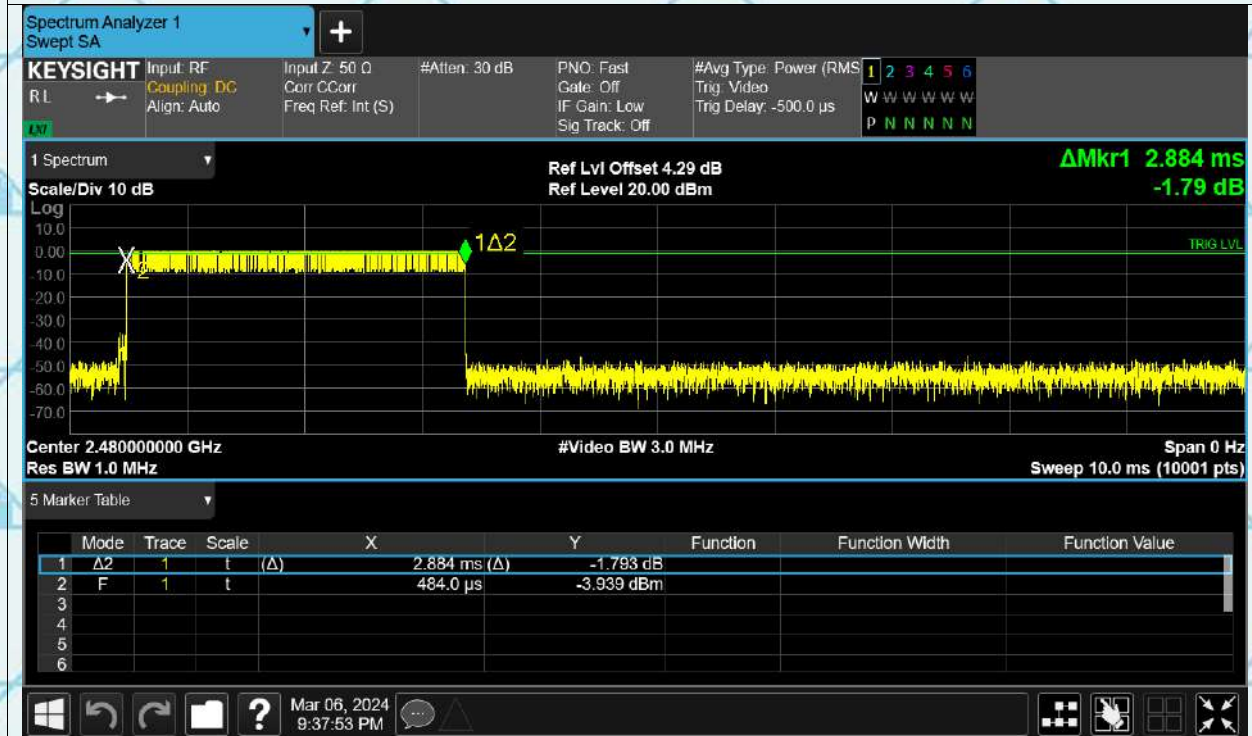 Spectrum Analyzer 1
Swept SA
+
KEYSIGHT
RL
LXI
Input: RF
Coupling: DC
Align: Auto
Input Z: 50 Ω
Corr CCorr
Freq Ref: Int (S)
#Atten: 30 dB
PNO: Fast
Gate: Off
IF Gain: Low
Sig Track: Off
#Avg Type: Power (RMS
Trig: Video
Trig Delay: -500.0 µs
1 2 3 4 5 6
W W W W W W
P N N N N N
1 Spectrum
Scale/Div 10 dB
Ref Lvl Offset 4.29 dB
Ref Level 20.00 dBm
ΔMkr1 2.884 ms
-1.79 dB
Log
10.0
0.00
-10.0
-20.0
-30.0
-40.0
-50.0
-60.0
-70.0
X2
1Δ2
TRIG LVL
Center 2.480000000 GHz
Res BW 1.0 MHz
#Video BW 3.0 MHz
Span 0 Hz
Sweep 10.0 ms (10001 pts)
5 Marker Table
Mode Trace Scale X Y Function Function Width Function Value
1 Δ2 1 t (Δ) 2.884 ms (Δ) -1.793 dB
2 F 1 t 484.0 µs -3.939 dBm
3
4
5
6
?
Mar 06, 2024
9:37:53 PM